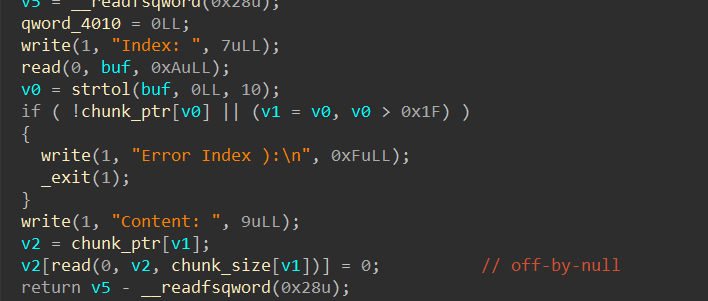 v5 = __readfsqword(0x28u);
qword_4010 = 0LL;
write(1, "Index: ", 7uLL);
read(0, buf, 0xAuLL);
v0 = strtol(buf, 0LL, 10);
if ( !chunk_ptr[v0] || (v1 = v0, v0 > 0x1F) )
{
write(1, "Error Index ):\n", 0xFuLL);
_exit(1);
}
write(1, "Content: ", 9uLL);
v2 = chunk_ptr[v1];
v2[read(0, v2, chunk_size[v1])] = 0; // off-by-null
return v5 - __readfsqword(0x28u);